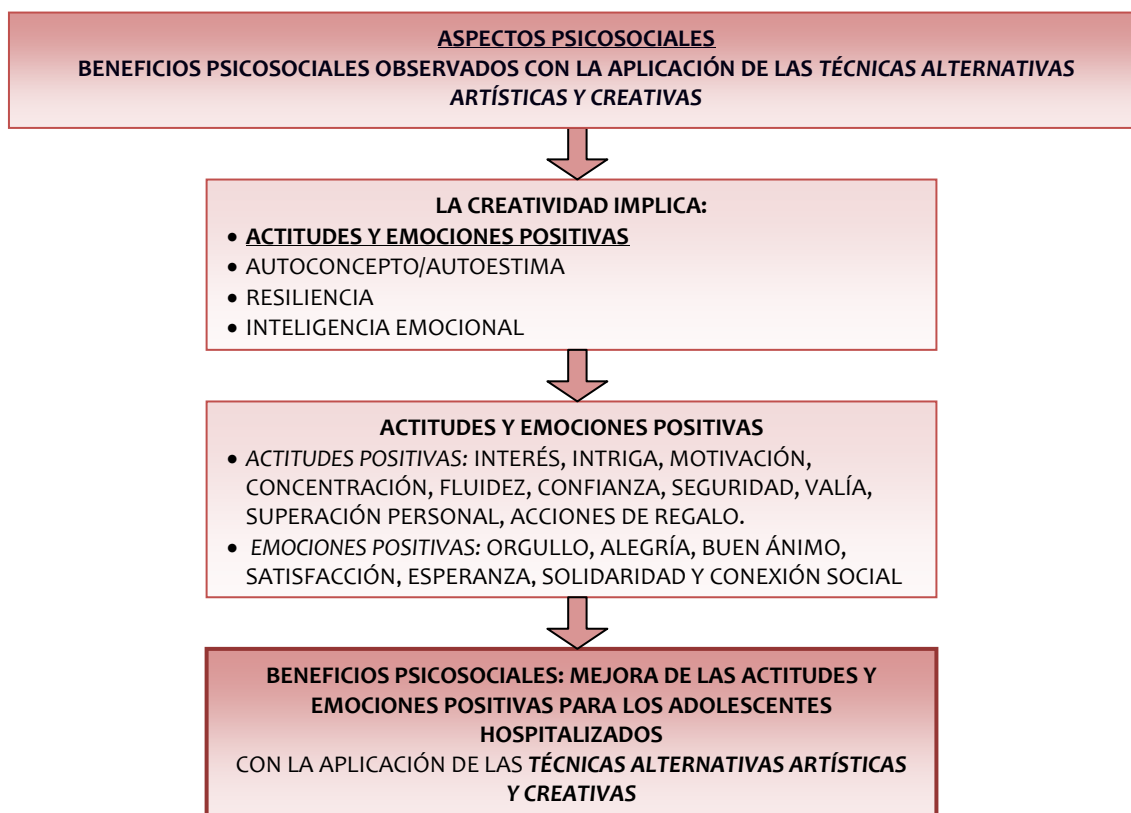 ASPECTOS PSICOSOCIALES
BENEFICIOS PSICOSOCIALES OBSERVADOS CON LA APLICACIÓN DE LAS TÉCNICAS ALTERNATIVAS
ARTÍSTICAS Y CREATIVAS
LA CREATIVIDAD IMPLICA:
• ACTITUDES Y EMOCIONES POSITIVAS
• AUTOCONCEPTO/AUTOESTIMA
• RESILIENCIA
• INTELIGENCIA EMOCIONAL
ACTITUDES Y EMOCIONES POSITIVAS
• ACTITUDES POSITIVAS: INTERÉS, INTRIGA, MOTIVACIÓN,
CONCENTRACIÓN, FLUIDEZ, CONFIANZA, SEGURIDAD, VALÍA,
SUPERACIÓN PERSONAL, ACCIONES DE REGALO.
• EMOCIONES POSITIVAS: ORGULLO, ALEGRÍA, BUEN ÁNIMO,
SATISFACCIÓN, ESPERANZA, SOLIDARIDAD Y CONEXIÓN SOCIAL
BENEFICIOS PSICOSOCIALES: MEJORA DE LAS ACTITUDES Y
EMOCIONES POSITIVAS PARA LOS ADOLESCENTES
HOSPITALIZADOS
CON LA APLICACIÓN DE LAS TÉCNICAS ALTERNATIVAS ARTÍSTICAS
Y CREATIVAS